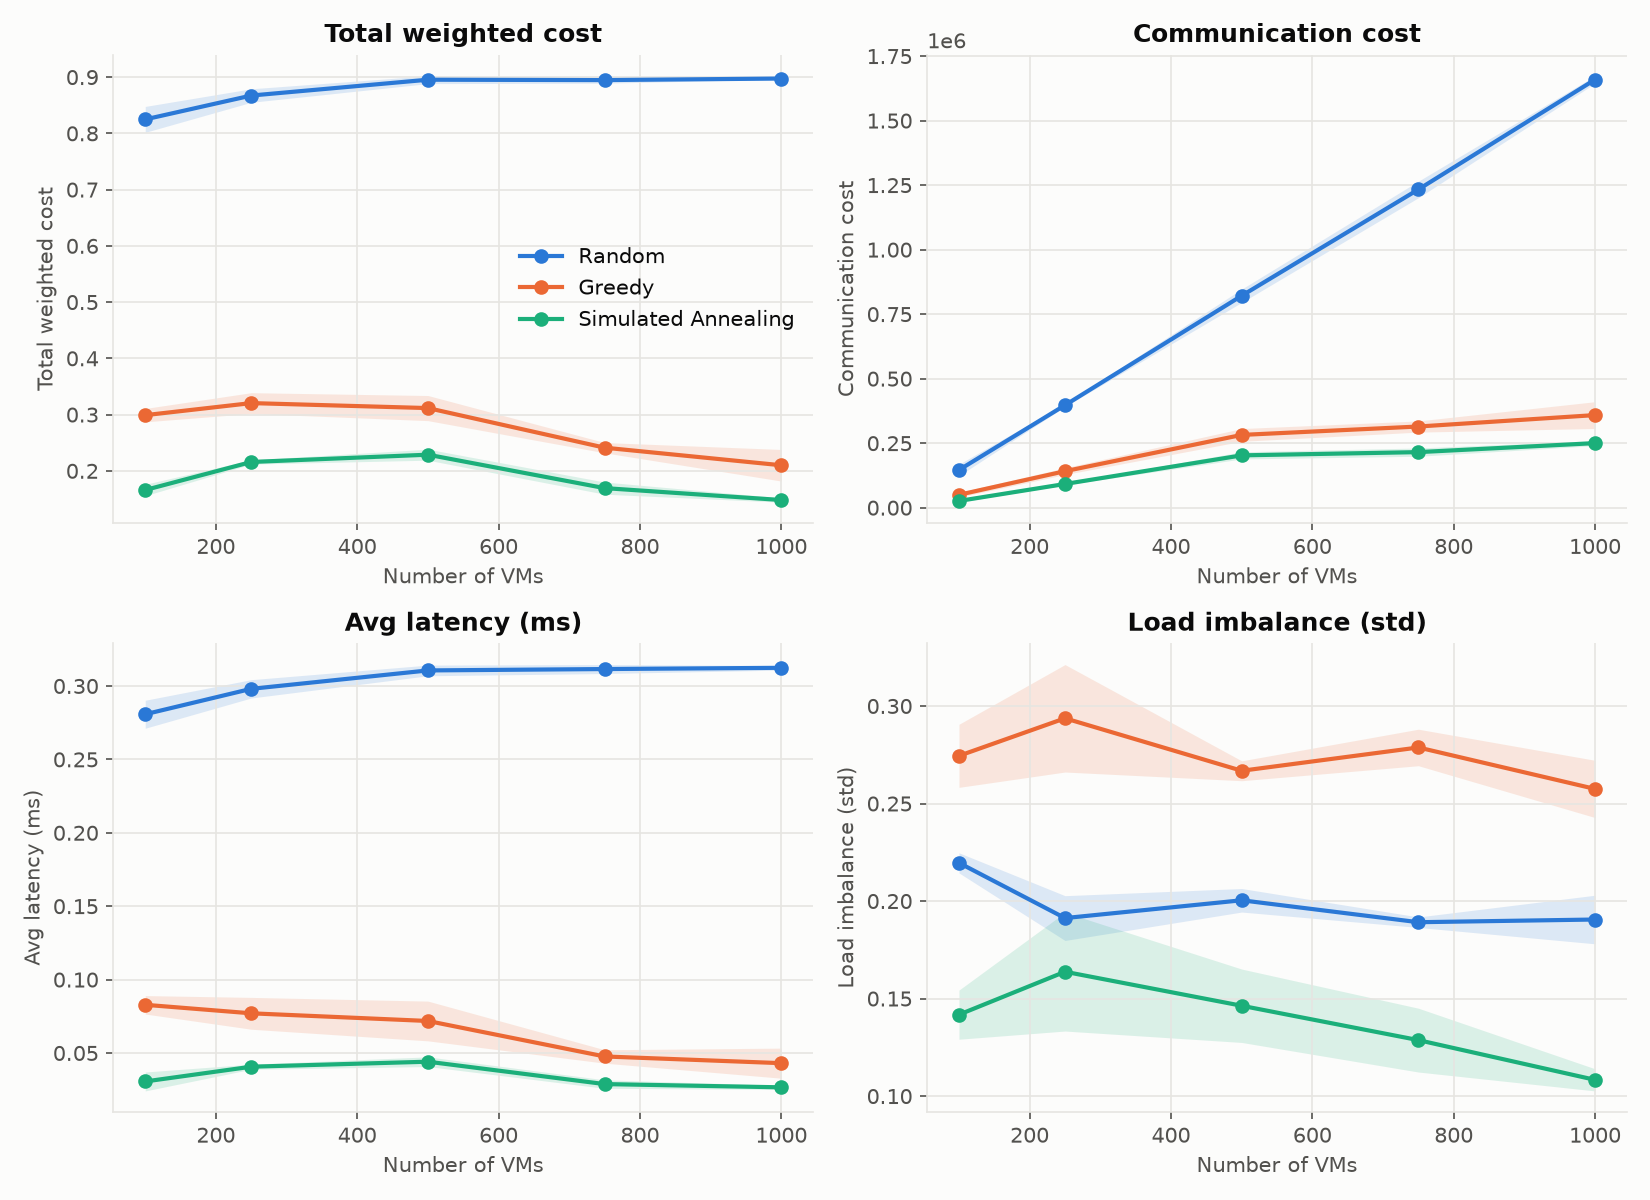 Total weighted cost
Total weighted cost
0.9
0.8
0.7
0.6
0.5
0.4
0.3
0.2
Random
Greedy
Simulated Annealing
200 400 600 800 1000
Number of VMs
Communication cost
1e6
Communication cost
1.75
1.50
1.25
1.00
0.75
0.50
0.25
0.00
200 400 600 800 1000
Number of VMs
Avg latency (ms)
Avg latency (ms)
0.30
0.25
0.20
0.15
0.10
0.05
200 400 600 800 1000
Number of VMs
Load imbalance (std)
Load imbalance (std)
0.30
0.25
0.20
0.15
0.10
200 400 600 800 1000
Number of VMs